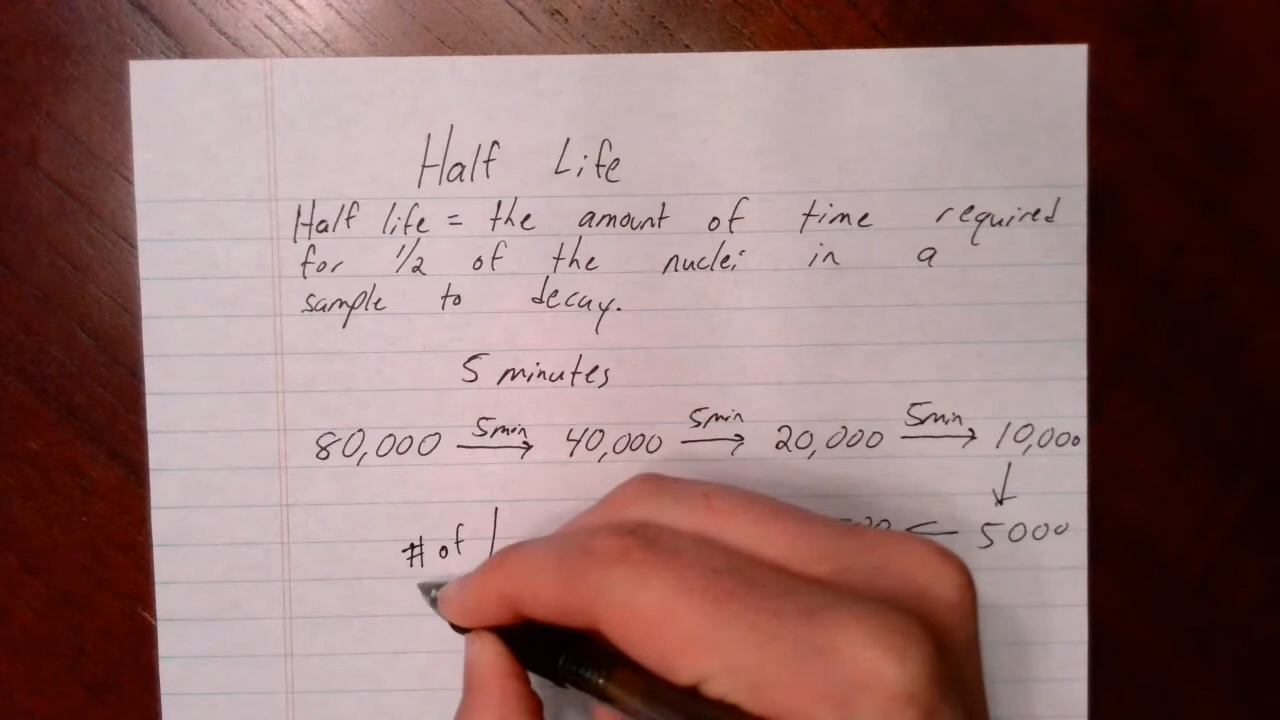 Half Life
Half life = the amount of time required
for 1/2 of the nuclei in a
sample to decay.
5 minutes
80,000 5min → 40,000 5min → 20,000 5min → 10,000
↓
# of ← 5000